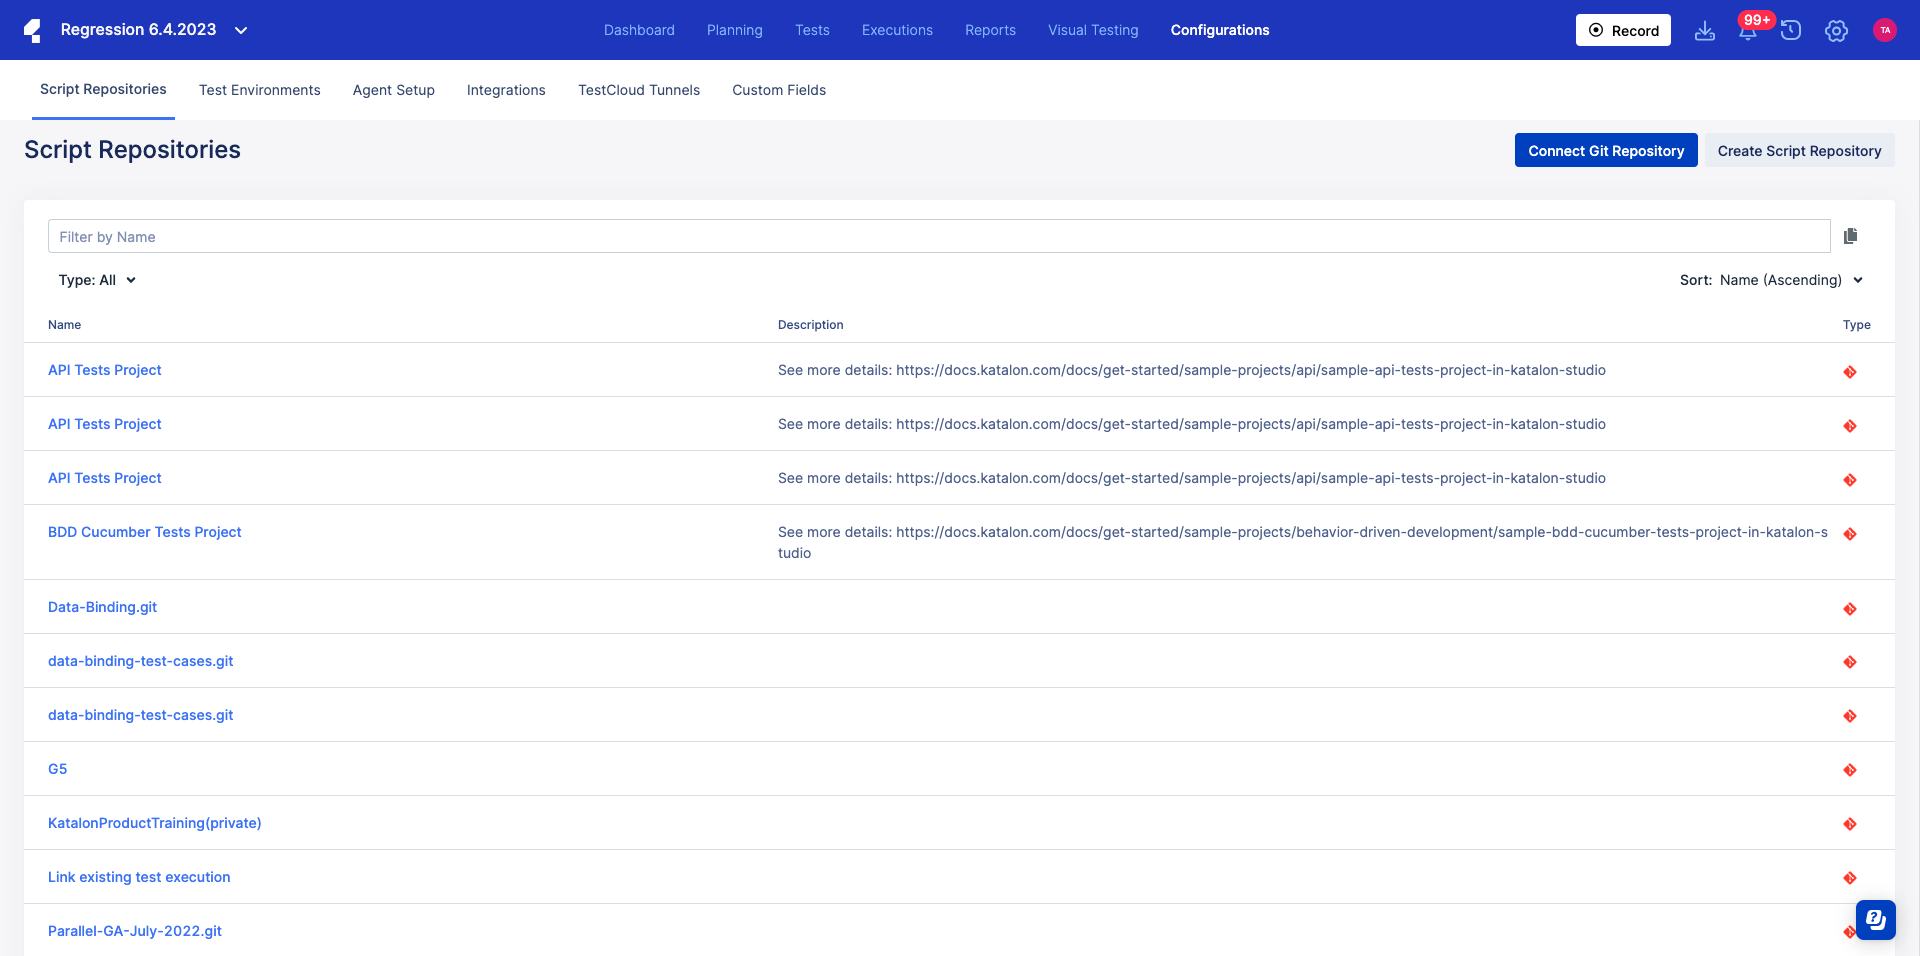 Regression 6.4.2023
Dashboard Planning Tests Executions Reports Visual Testing Configurations
Record
99+
TA
Script Repositories Test Environments Agent Setup Integrations TestCloud Tunnels Custom Fields
Script Repositories
Connect Git Repository Create Script Repository
Filter by Name
Type: All
Sort: Name (Ascending)
Name Description Type
API Tests Project See more details: https://docs.katalon.com/docs/get-started/sample-projects/api/sample-api-tests-project-in-katalon-studio
API Tests Project See more details: https://docs.katalon.com/docs/get-started/sample-projects/api/sample-api-tests-project-in-katalon-studio
API Tests Project See more details: https://docs.katalon.com/docs/get-started/sample-projects/api/sample-api-tests-project-in-katalon-studio
BDD Cucumber Tests Project See more details: https://docs.katalon.com/docs/get-started/sample-projects/behavior-driven-development/sample-bdd-cucumber-tests-project-in-katalon-s
tudio
Data-Binding.git
data-binding-test-cases.git
data-binding-test-cases.git
G5
KatalonProductTraining(private)
Link existing test execution
Parallel-GA-July-2022.git